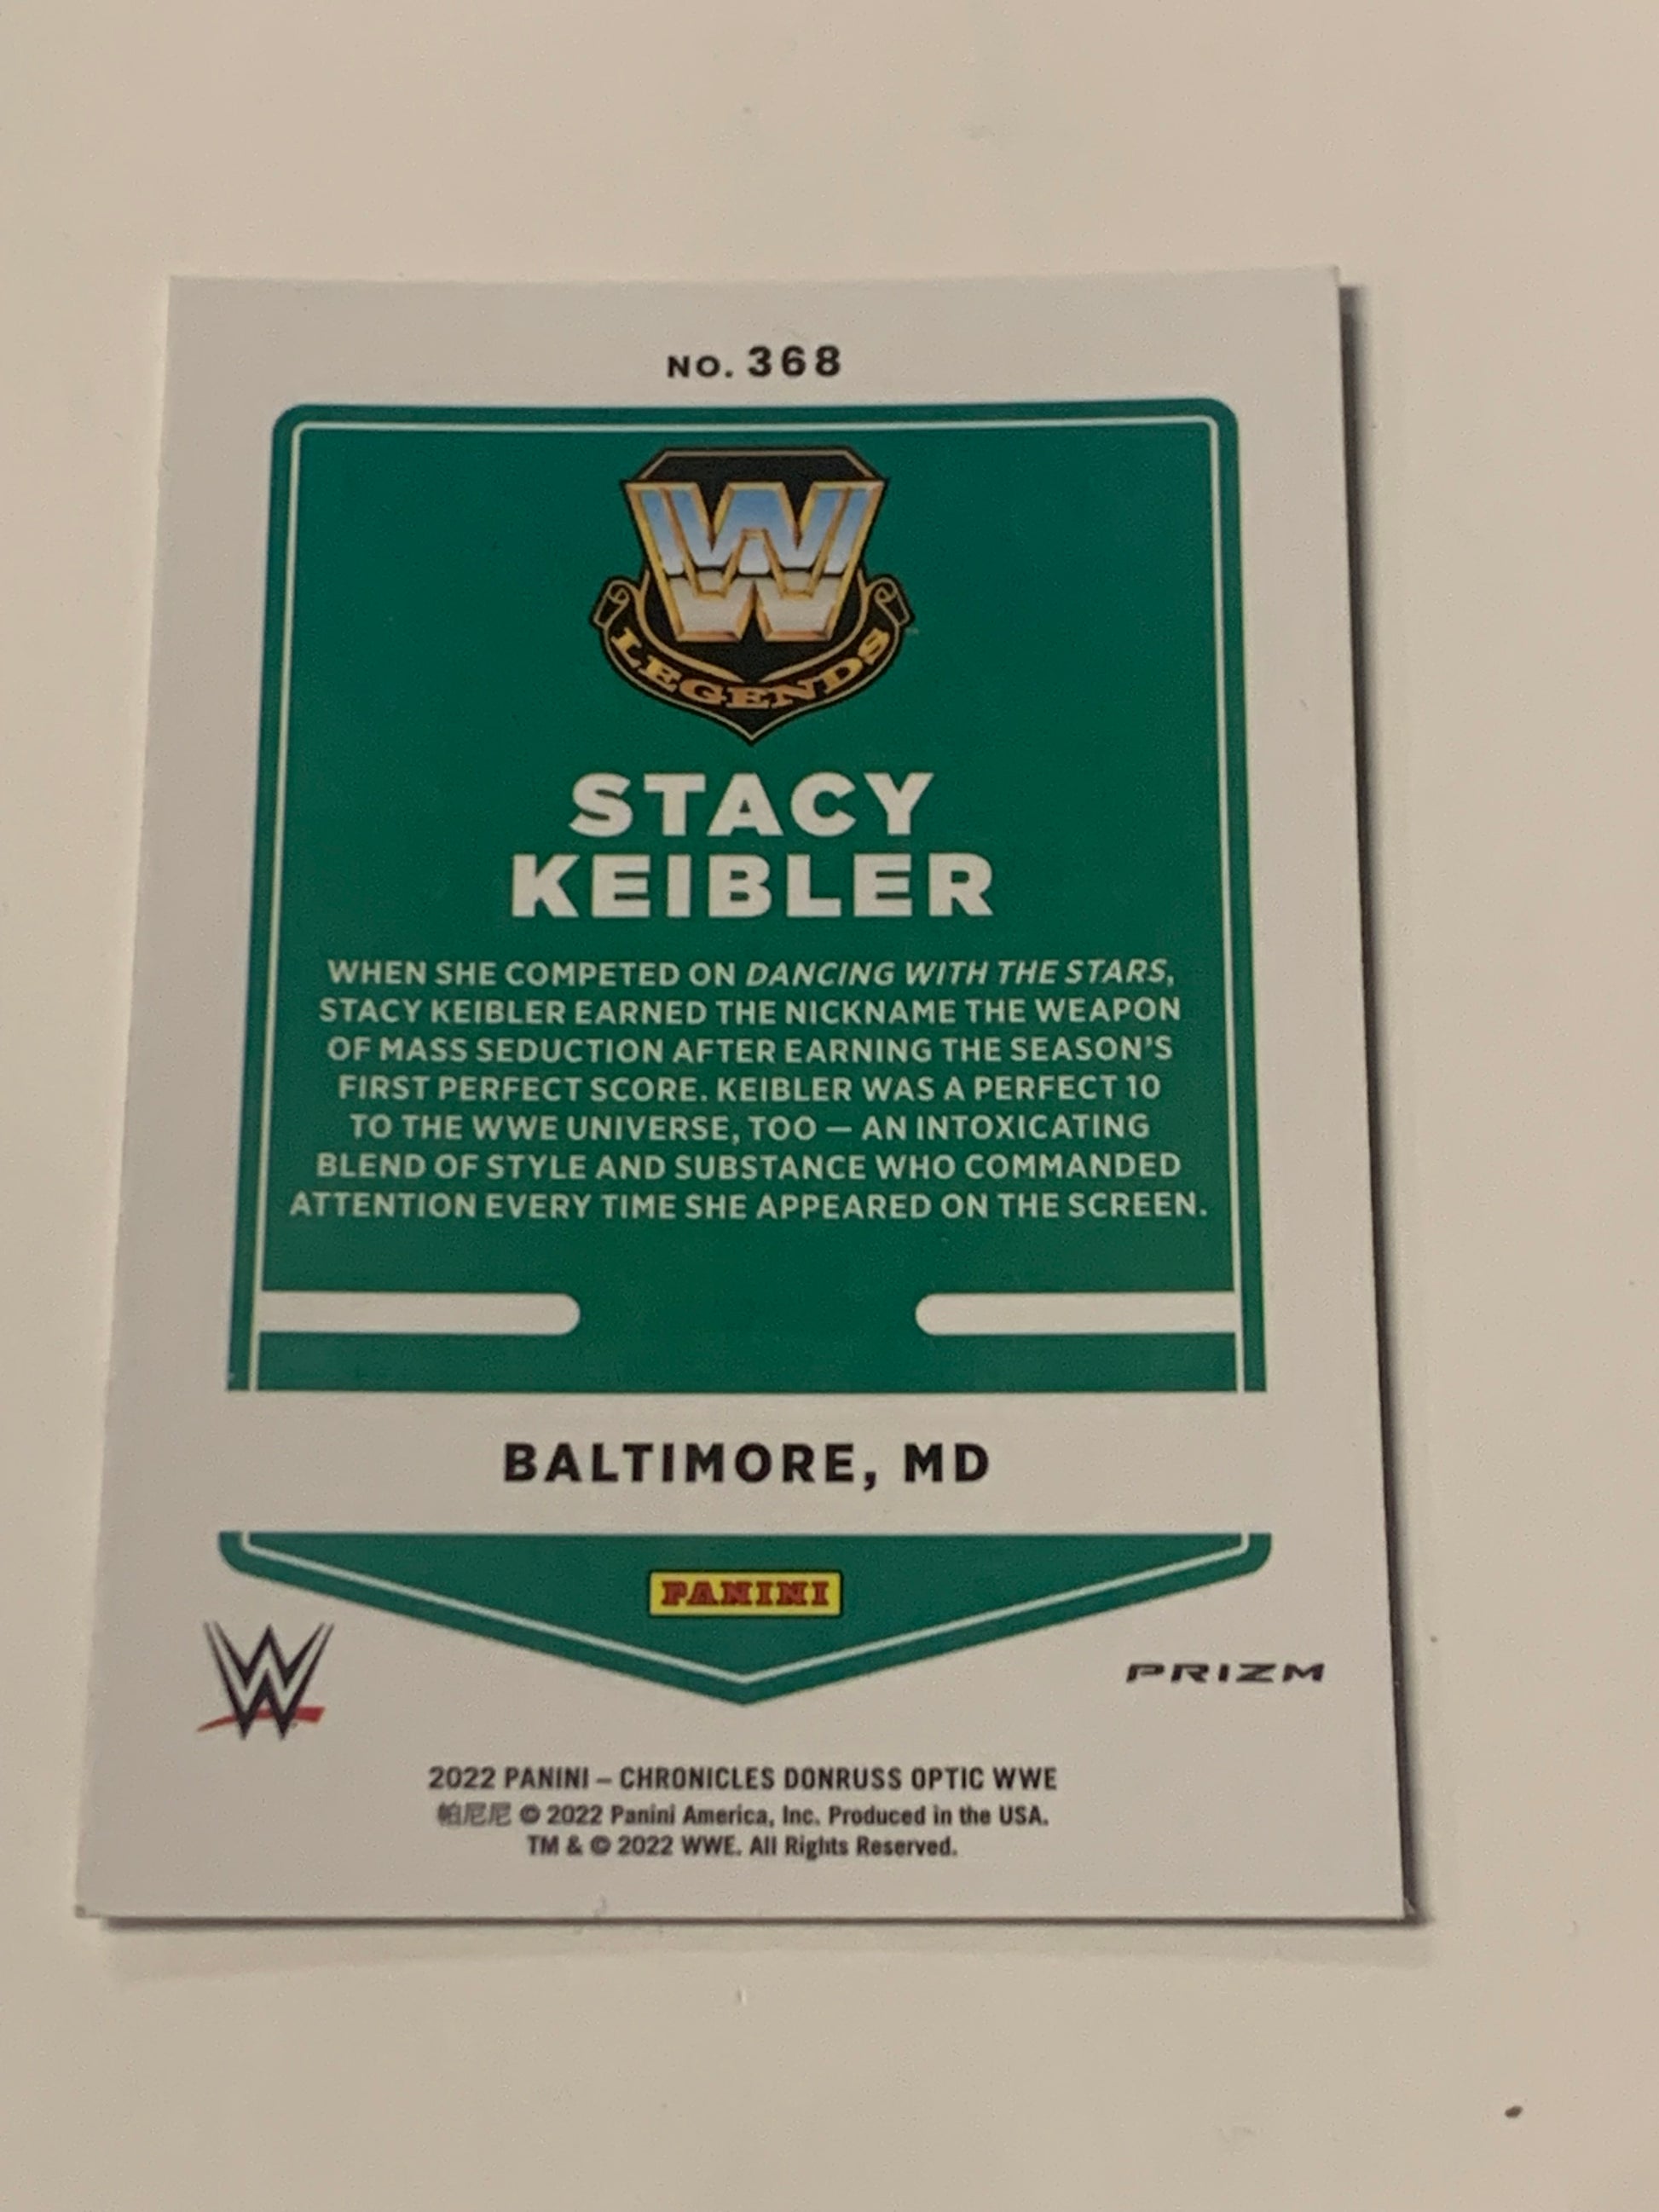 NO. 368
W
LEGENDS
STACY
KEIBLER
WHEN SHE COMPETED ON DANCING WITH THE STARS,
STACY KEIBLER EARNED THE NICKNAME THE WEAPON
OF MASS SEDUCTION AFTER EARNING THE SEASON'S
FIRST PERFECT SCORE. KEIBLER WAS A PERFECT 10
TO THE WWE UNIVERSE, TOO — AN INTOXICATING
BLEND OF STYLE AND SUBSTANCE WHO COMMANDED
ATTENTION EVERY TIME SHE APPEARED ON THE SCREEN.
BALTIMORE, MD
PANINI
W
PRIZM
2022 PANINI – CHRONICLES DONRUSS OPTIC WWE
帕尼尼 © 2022 Panini America, Inc. Produced in the USA.
TM & © 2022 WWE. All Rights Reserved.